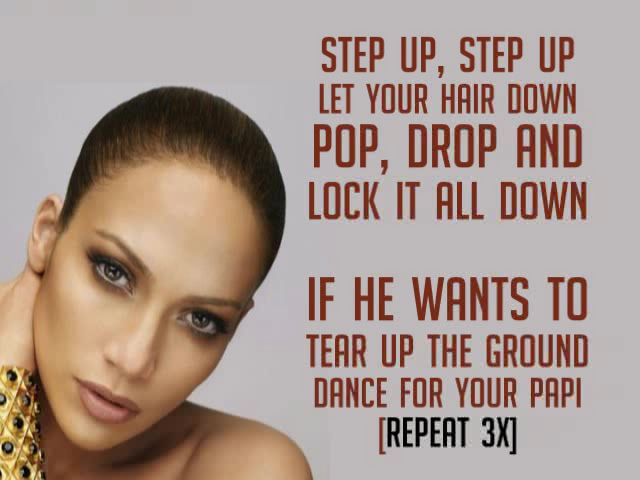 STEP UP, STEP UP
LET YOUR HAIR DOWN
POP, DROP AND
LOCK IT ALL DOWN
IF HE WANTS TO
TEAR UP THE GROUND
DANCE FOR YOUR PAPI
[REPEAT 3X]